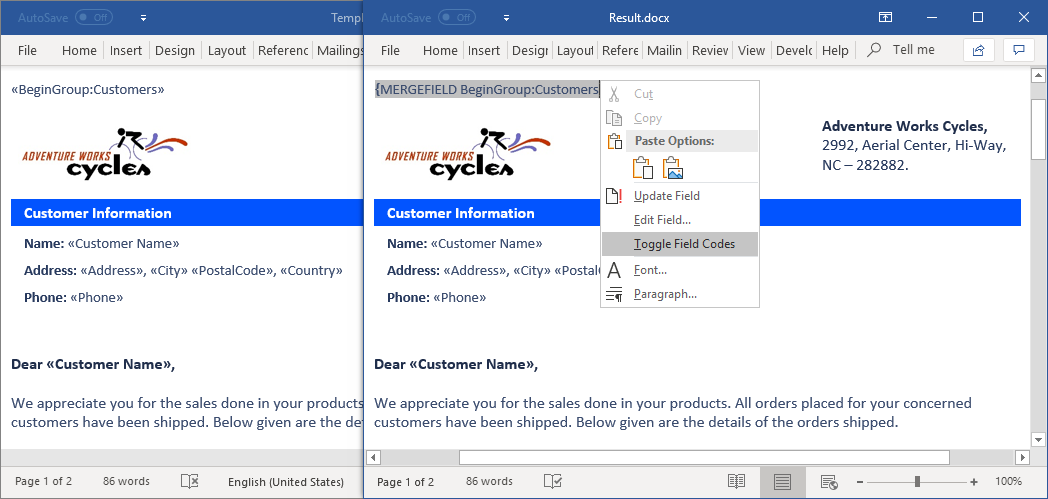 AutoSave Off
Templ
File Home Insert Design Layout Referenc Mailings
«BeginGroup:Customers»
ADVENTURE WORKS
cycles
Customer Information
Name: «Customer Name»
Address: «Address», «City» «PostalCode», «Country»
Phone: «Phone»
Dear «Customer Name»,
We appreciate you for the sales done in your products
customers have been shipped. Below given are the de
Page 1 of 2 86 words English (United States)
AutoSave Off
Result.docx
File Home Insert Desig Layout Refere Mailin Review View Develo Help Tell me
{MERGEFIELD BeginGroup:Customers
ADVENTURE WORKS
cycles
Adventure Works Cycles,
2992, Aerial Center, Hi-Way,
NC – 282882.
Customer Information
Name: «Customer Name»
Address: «Address», «City» «Postal
Phone: «Phone»
Cut
Copy
Paste Options:
Update Field
Edit Field...
Toggle Field Codes
Font...
Paragraph...
Dear «Customer Name»,
We appreciate you for the sales done in your products. All orders placed for your concerned
customers have been shipped. Below given are the details of the orders shipped.
Page 1 of 2 86 words 100%